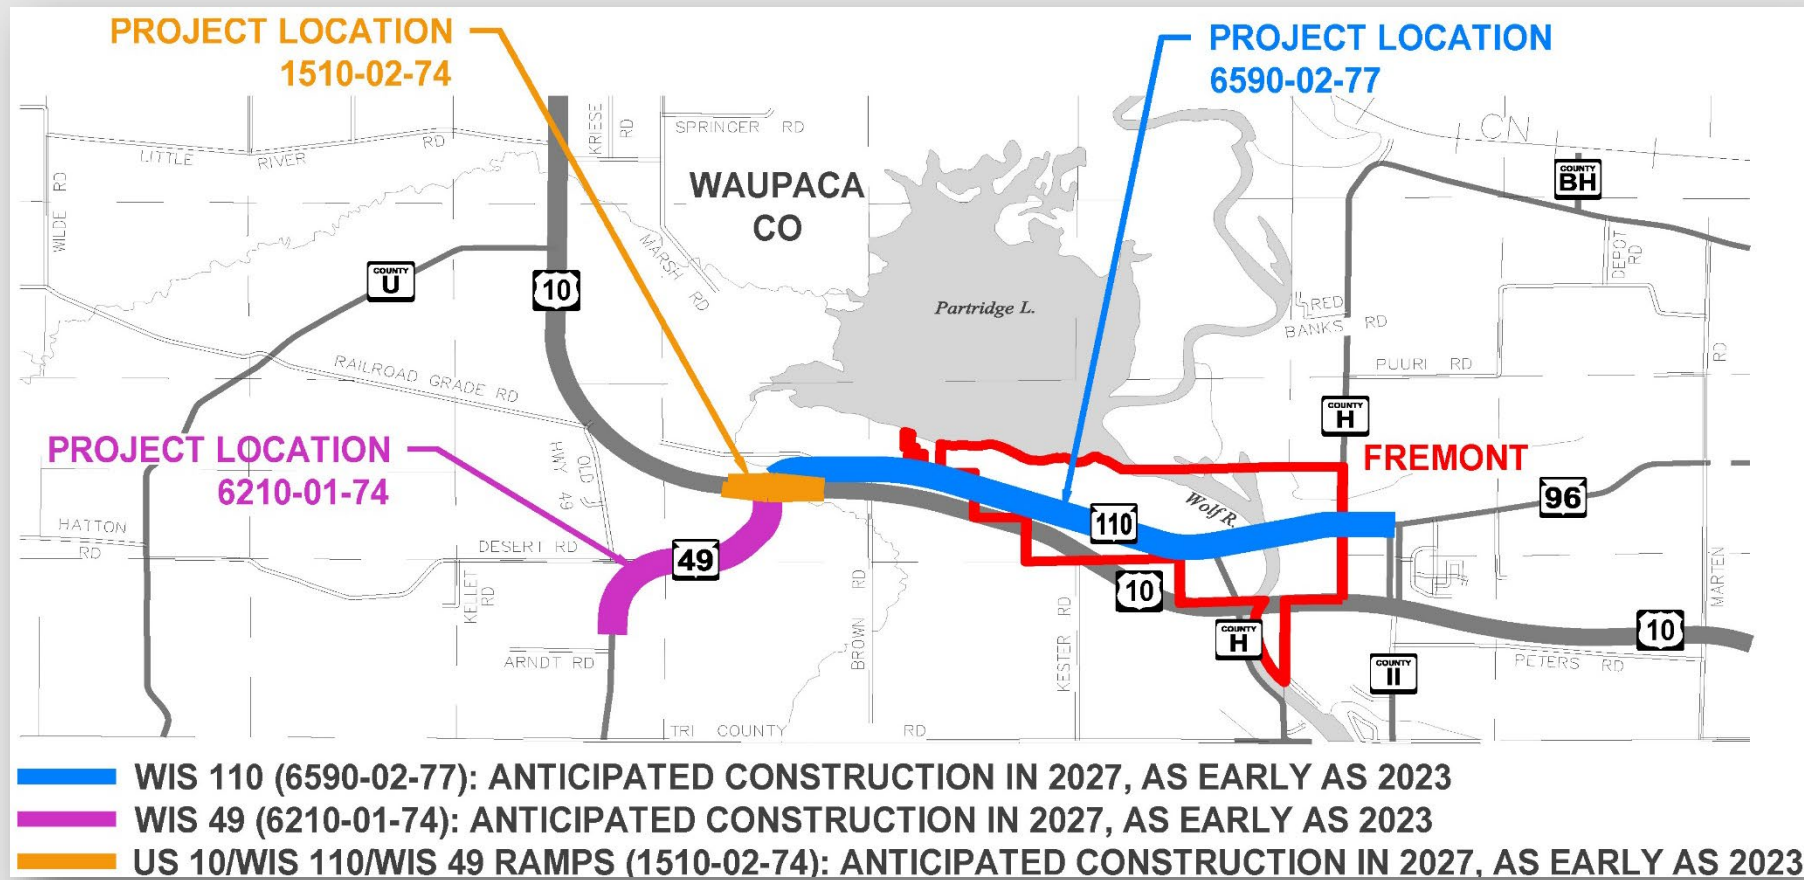 PROJECT LOCATION
1510-02-74
PROJECT LOCATION
6590-02-77
KRIESE
RD
SPRINGER RD
CN
LITTLE RIVER RD
COUNTY
BH
WAUPACA
CO
WILDE RD
MARSH RD
DEPOT
RD
COUNTY
U
10
Partridge L.
RED
BANKS RD
RAILROAD GRADE RD
PUURI RD
RD
COUNTY
H
PROJECT LOCATION
6210-01-74
OLD
HWY 49
FREMONT
96
Wolf R.
110
HATTON
RD
DESERT RD
49
KELLET
RD
BROWN RD
KESTER RD
10
MARTEN
COUNTY
H
10
ARNDT RD
COUNTY
II
PETERS RD
TRI COUNTY RD
WIS 110 (6590-02-77): ANTICIPATED CONSTRUCTION IN 2027, AS EARLY AS 2023
WIS 49 (6210-01-74): ANTICIPATED CONSTRUCTION IN 2027, AS EARLY AS 2023
US 10/WIS 110/WIS 49 RAMPS (1510-02-74): ANTICIPATED CONSTRUCTION IN 2027, AS EARLY AS 2023